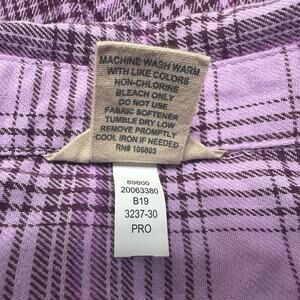 MACHINE WASH WARM
WITH LIKE COLORS
NON-CHLORINE
BLEACH ONLY
DO NOT USE
FABRIC SOFTENER
TUMBLE DRY LOW
REMOVE PROMPTLY
COOL IRON IF NEEDED
RN# 105803
B9800
20063380
B19
3237-30
PRO